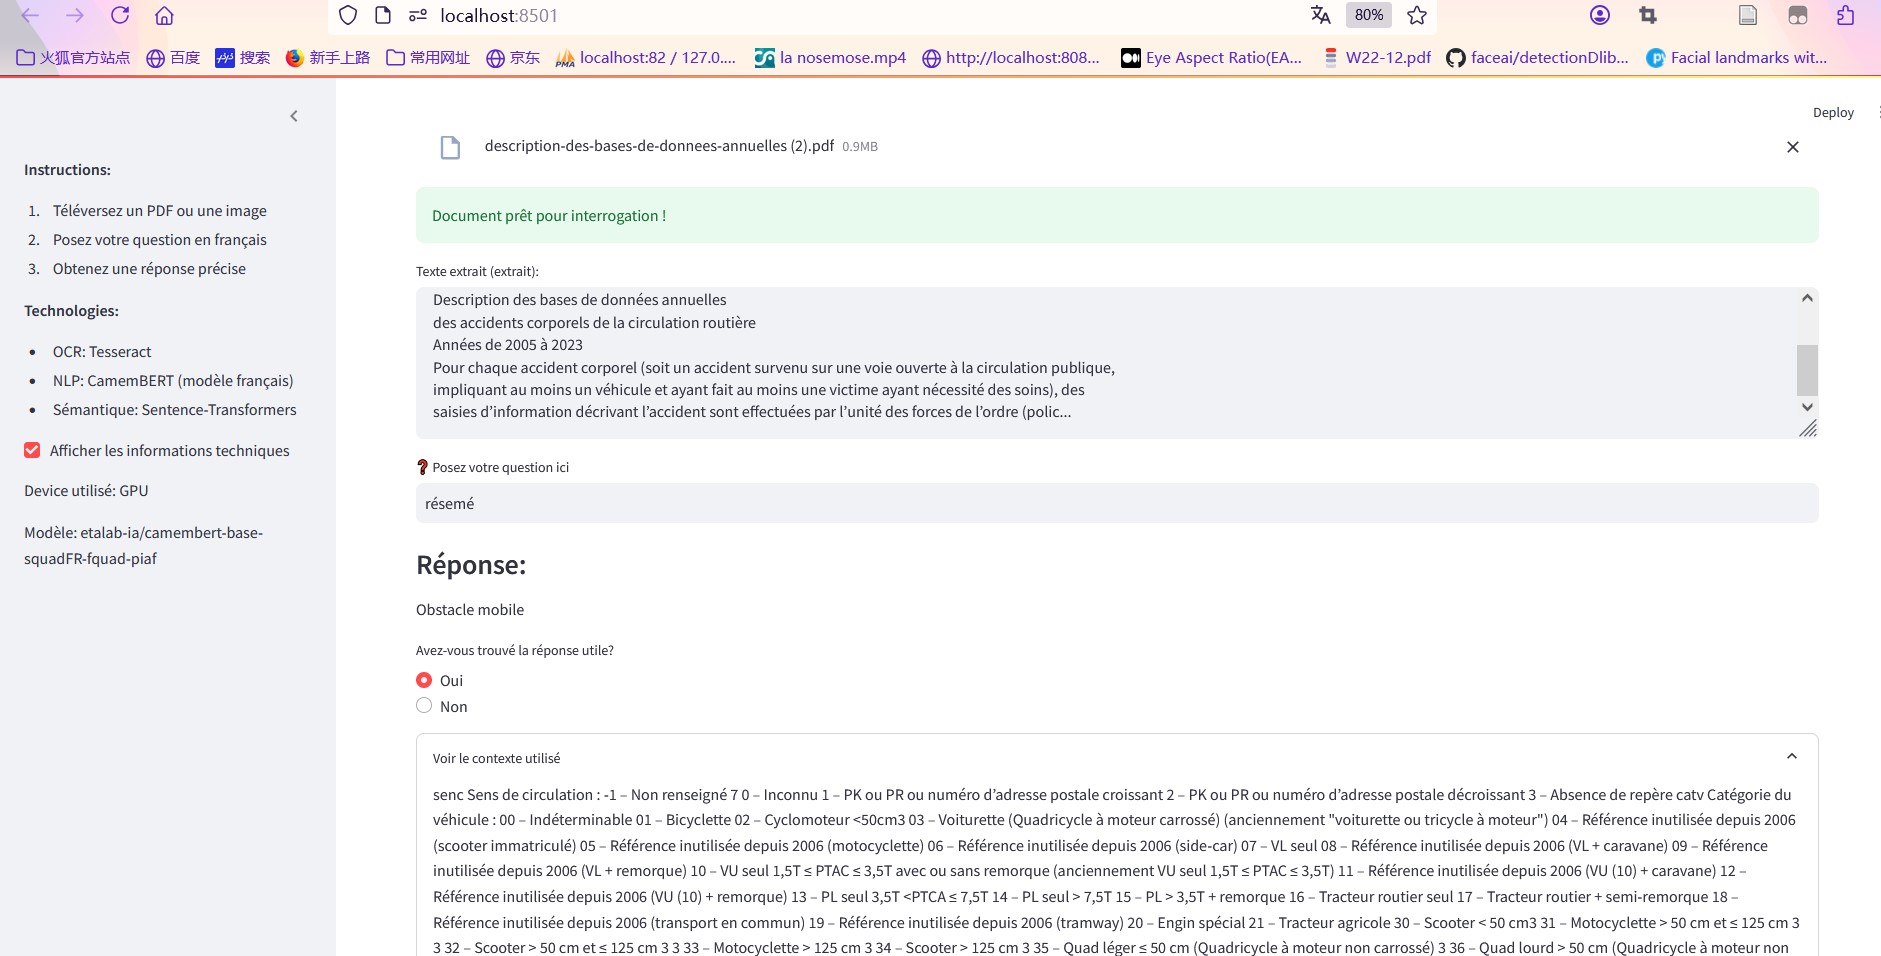 localhost:8501
80%
火狐官方站点
百度
搜索
新手上路
常用网址
京东
PMA
localhost:82 / 127.0....
la nosemose.mp4
http://localhost:808...
Eye Aspect Ratio(EA...
W22-12.pdf
faceai/detectionDlib...
Facial landmarks wit...
Deploy
Instructions:
1. Téléversez un PDF ou une image
2. Posez votre question en français
3. Obtenez une réponse précise
Technologies:
• OCR: Tesseract
• NLP: CamemBERT (modèle français)
• Sémantique: Sentence-Transformers
Afficher les informations techniques
Device utilisé: GPU
Modèle: etalab-ia/camembert-base-
squadFR-fquad-piaf
description-des-bases-de-donnees-annuelles (2).pdf 0.9MB
Document prêt pour interrogation !
Texte extrait (extrait):
Description des bases de données annuelles
des accidents corporels de la circulation routière
Années de 2005 à 2023
Pour chaque accident corporel (soit un accident survenu sur une voie ouverte à la circulation publique,
impliquant au moins un véhicule et ayant fait au moins une victime ayant nécessité des soins), des
saisies d’information décrivant l’accident sont effectuées par l’unité des forces de l’ordre (polic...
❓ Posez votre question ici
résemé
Réponse:
Obstacle mobile
Avez-vous trouvé la réponse utile?
Oui
Non
Voir le contexte utilisé
senc Sens de circulation : -1 – Non renseigné 7 0 – Inconnu 1 – PK ou PR ou numéro d’adresse postale croissant 2 – PK ou PR ou numéro d’adresse postale décroissant 3 – Absence de repère catv Catégorie du
véhicule : 00 – Indéterminable 01 – Bicyclette 02 – Cyclomoteur <50cm3 03 – Voiturette (Quadricycle à moteur carrossé) (anciennement "voiturette ou tricycle à moteur") 04 – Référence inutilisée depuis 2006
(scooter immatriculé) 05 – Référence inutilisée depuis 2006 (motocyclette) 06 – Référence inutilisée depuis 2006 (side-car) 07 – VL seul 08 – Référence inutilisée depuis 2006 (VL + caravane) 09 – Référence
inutilisée depuis 2006 (VL + remorque) 10 – VU seul 1,5T ≤ PTAC ≤ 3,5T avec ou sans remorque (anciennement VU seul 1,5T ≤ PTAC ≤ 3,5T) 11 – Référence inutilisée depuis 2006 (VU (10) + caravane) 12 –
Référence inutilisée depuis 2006 (VU (10) + remorque) 13 – PL seul 3,5T <PTCA ≤ 7,5T 14 – PL seul > 7,5T 15 – PL > 3,5T + remorque 16 – Tracteur routier seul 17 – Tracteur routier + semi-remorque 18 –
Référence inutilisée depuis 2006 (transport en commun) 19 – Référence inutilisée depuis 2006 (tramway) 20 – Engin spécial 21 – Tracteur agricole 30 – Scooter < 50 cm3 31 – Motocyclette > 50 cm et ≤ 125 cm 3
3 32 – Scooter > 50 cm et ≤ 125 cm 3 3 33 – Motocyclette > 125 cm 3 34 – Scooter > 125 cm 3 35 – Quad léger ≤ 50 cm (Quadricycle à moteur non carrossé) 3 36 – Quad lourd > 50 cm (Quadricycle à moteur non